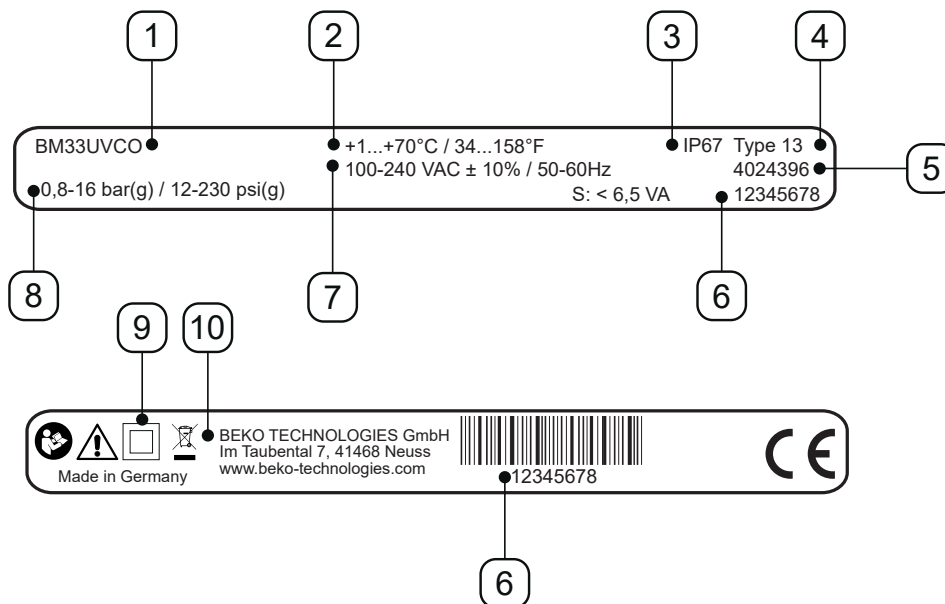 1 2 3 4
BM33UVCO +1...+70°C / 34...158°F IP67 Type 13
100-240 VAC ± 10% / 50-60Hz 4024396
0,8-16 bar(g) / 12-230 psi(g) S: < 6,5 VA 12345678
5
8 7 6
9 10
BEKO TECHNOLOGIES GmbH
Im Taubental 7, 41468 Neuss
www.beko-technologies.com
Made in Germany
12345678
CE
6